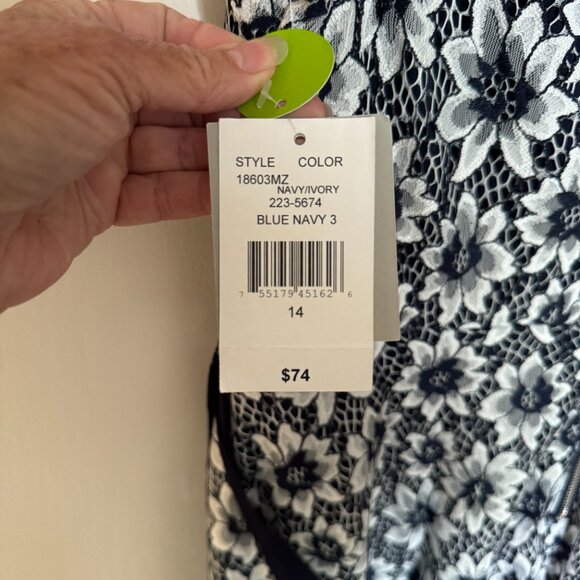 STYLE COLOR
18603MZ
NAVY/IVORY
223-5674
BLUE NAVY 3
7 55179 45162 6
14
$74